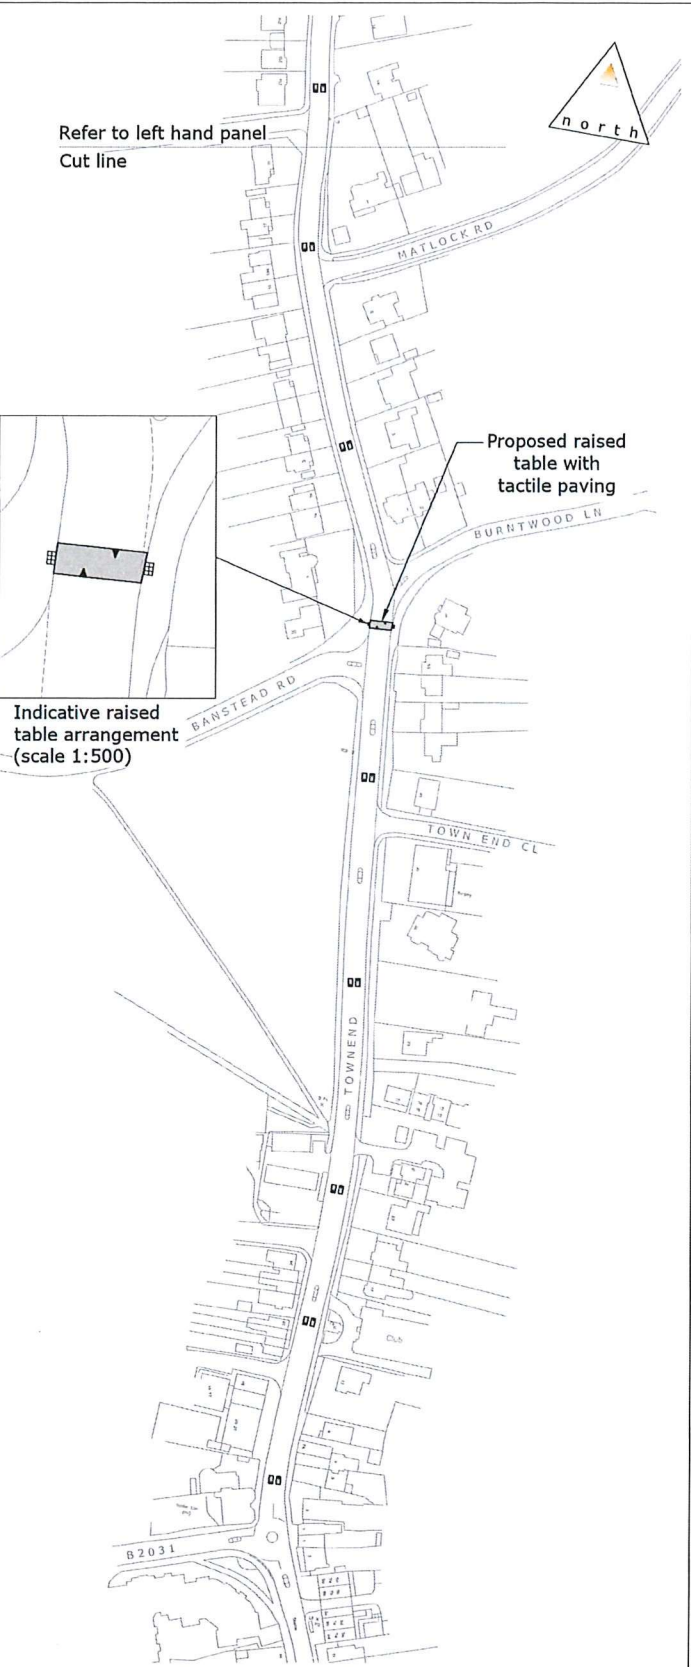 north
Refer to left hand panel
Cut line
MATLOCK RD
Proposed raised
table with
tactile paving
BURNTWOOD LN
BANSTEAD RD
Indicative raised
table arrangement
(scale 1:500)
TOWN END CL
TOWNEND
B2031